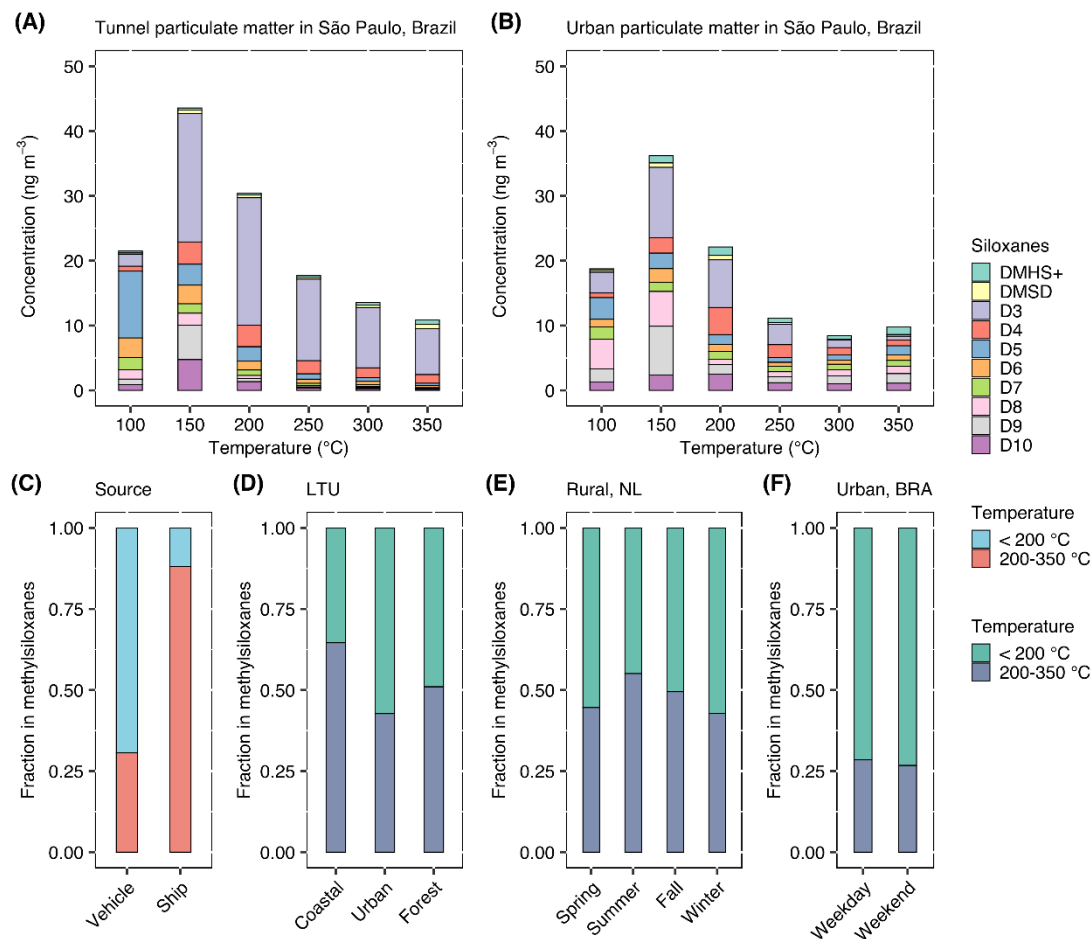 (A) Tunnel particulate matter in São Paulo, Brazil
Concentration (ng m⁻³)
50
40
30
20
10
0
100 150 200 250 300 350
Temperature (°C)
(B) Urban particulate matter in São Paulo, Brazil
Concentration (ng m⁻³)
50
40
30
20
10
0
100 150 200 250 300 350
Temperature (°C)
Siloxanes
DMHS+
DMSD
D3
D4
D5
D6
D7
D8
D9
D10
(C) Source
Fraction in methylsiloxanes
1.00
0.75
0.50
0.25
0.00
Vehicle
Ship
(D) LTU
Fraction in methylsiloxanes
1.00
0.75
0.50
0.25
0.00
Coastal
Urban
Forest
(E) Rural, NL
Fraction in methylsiloxanes
1.00
0.75
0.50
0.25
0.00
Spring
Summer
Fall
Winter
(F) Urban, BRA
Fraction in methylsiloxanes
1.00
0.75
0.50
0.25
0.00
Weekday
Weekend
Temperature
< 200 °C
200-350 °C
Temperature
< 200 °C
200-350 °C